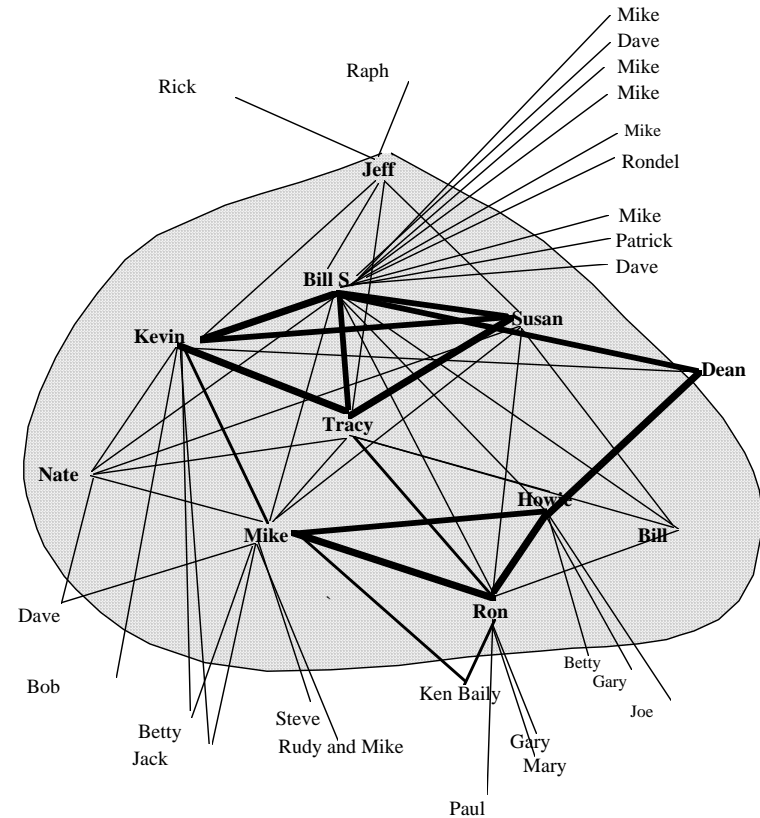 Mike
Dave
Raph
Mike
Rick
Mike
Mike
Rondel
Jeff
Mike
Patrick
Dave
Bill S
Susan
Kevin
Dean
Tracy
Nate
Howie
Mike
Bill
Ron
Dave
Betty
Gary
Bob
Ken Baily
Joe
Steve
Betty
Rudy and Mike
Gary
Jack
Mary
Paul